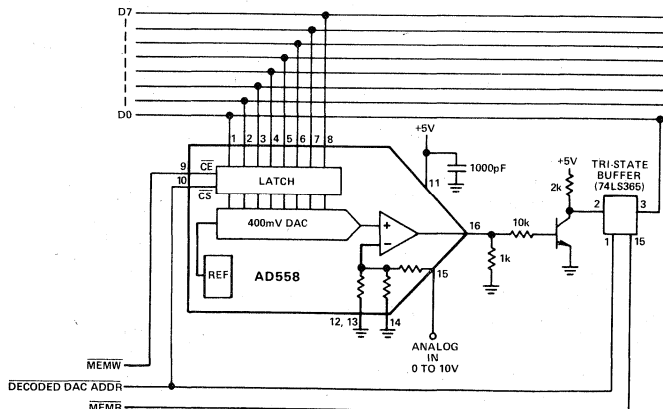 D7
D0
1 2 3 4 5 6 7 8
+5V
1000pF
11
9 CE
10 CS
LATCH
400mV DAC
REF
AD558
+
−
16
15
12, 13
14
10k
1k
+5V
2k
TRI-STATE
BUFFER
(74LS365)
2
3
1
15
ANALOG
IN
0 TO 10V
MEMW
DECODED DAC ADDR
MEMR